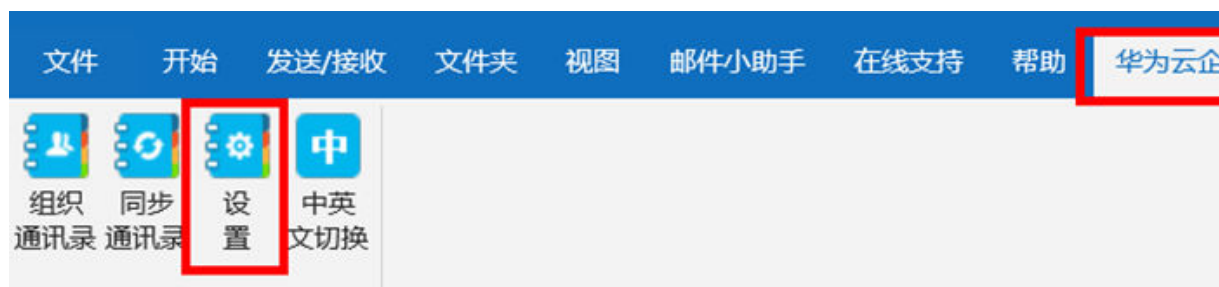 文件 开始 发送/接收 文件夹 视图 邮件小助手 在线支持 帮助 华为云企
中
组织 同步 设 中英
通讯录 通讯录 置 文切换